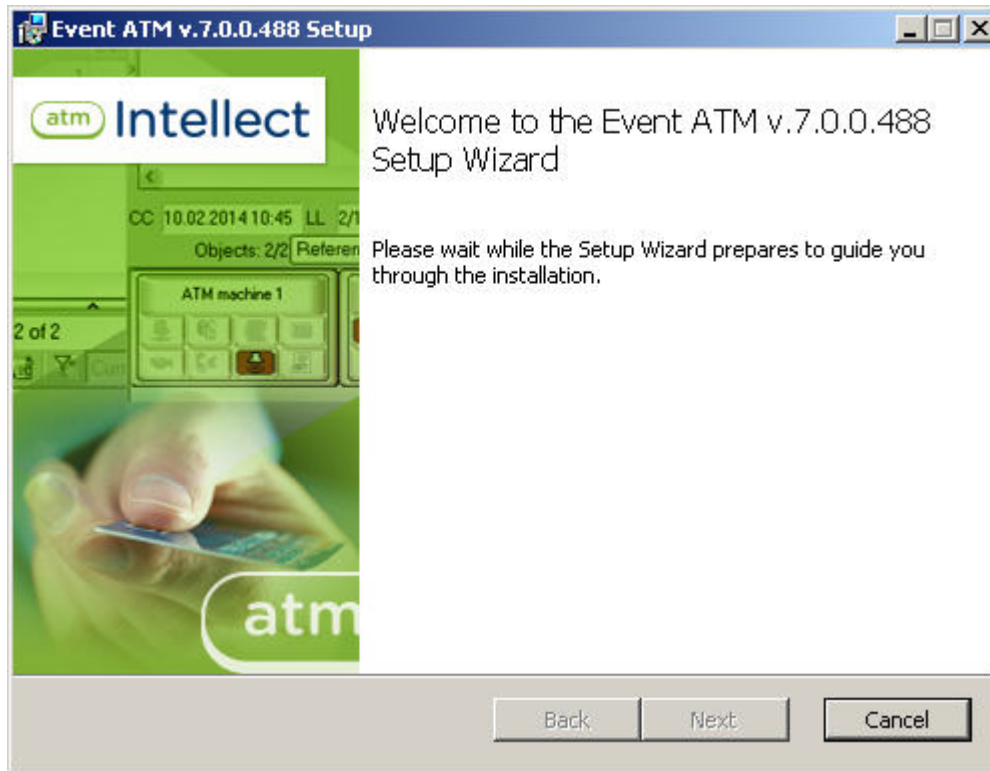 Event ATM v.7.0.0.488 Setup
atm Intellect
Welcome to the Event ATM v.7.0.0.488
Setup Wizard
CC 10.02.2014 10:45 LL 2/1
Objects: 2/2 Referen
Please wait while the Setup Wizard prepares to guide you
through the installation.
ATM machine 1
2 of 2
atm
Back Next Cancel